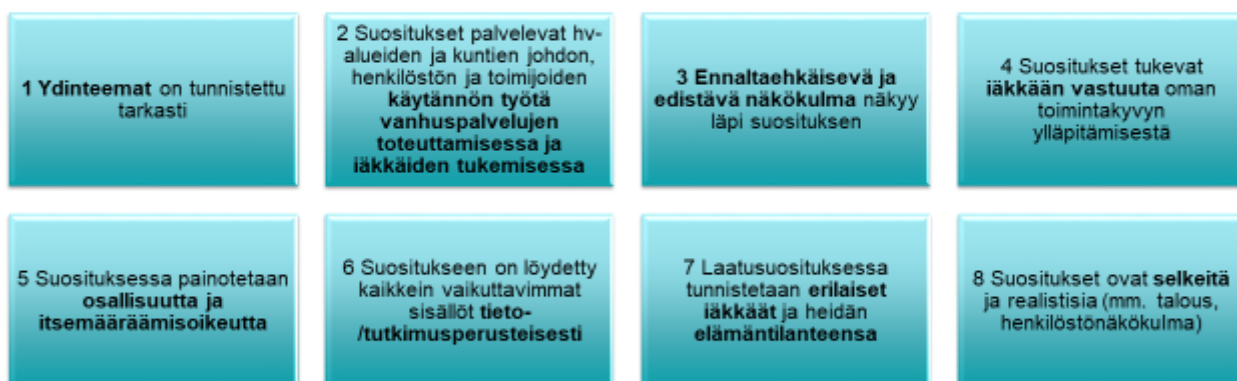 1 Ydinteemat on tunnistettu
tarkasti
2 Suositukset palvelevat hv-
alueiden ja kuntien johdon,
henkilöstön ja toimijoiden
käytännön työtä
vanhuspalvelujen
toteuttamisessa ja
iäkkäiden tukemisessa
3 Ennaltaehkäisevä ja
edistävä näkökulma näkyy
läpi suosituksen
4 Suositukset tukevat
iäkkään vastuuta oman
toimintakyvyn
ylläpitämisestä
5 Suosituksessa painotetaan
osallisuutta ja
itsemääräämisoikeutta
6 Suositukseen on löydetty
kaikkein vaikuttavimmat
sisällöt tieto-
/tutkimusperusteisesti
7 Laatusuosituksessa
tunnistetaan erilaiset
iäkkäät ja heidän
elämäntilanteensa
8 Suositukset ovat selkeitä
ja realistisia (mm. talous,
henkilöstönäkökulma)